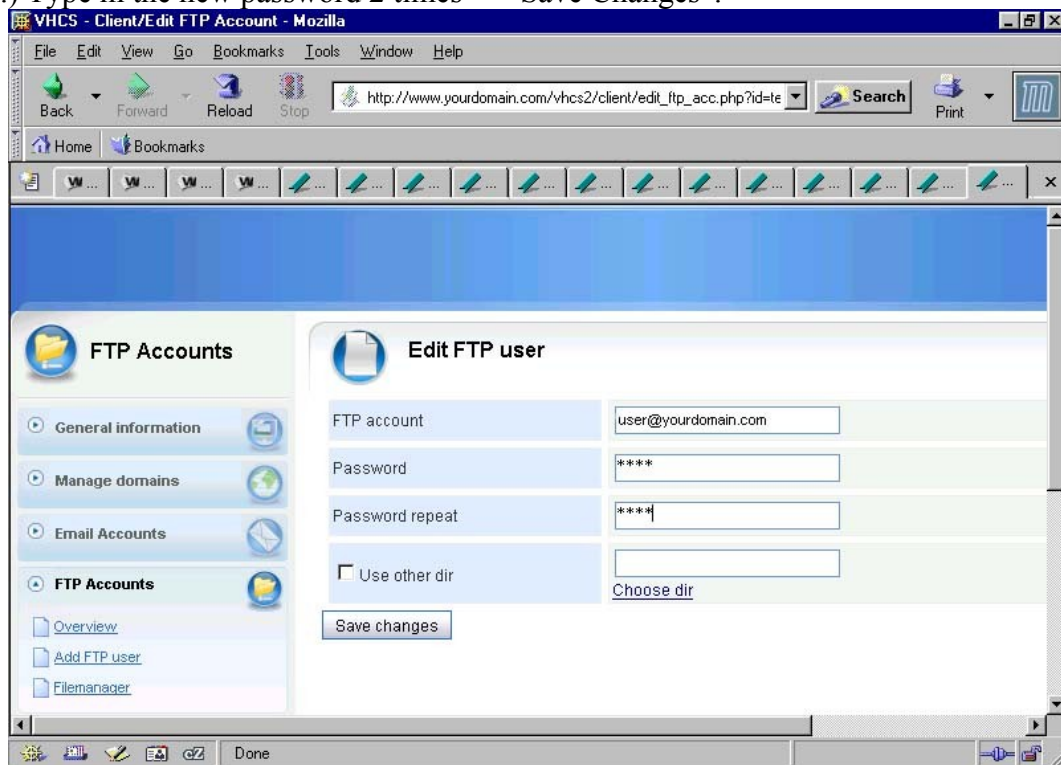 .) Type in the new password 2 times "Save Changes".
VHCS - Client/Edit FTP Account - Mozilla
File Edit View Go Bookmarks Tools Window Help
Back Forward Reload Stop http://www.yourdomain.com/vhcs2/client/edit_ftp_acc.php?id=te Search Print
Home Bookmarks
W... W... W... W... ... ... ... ... ... ... ... ... ... ... ... ... ...
FTP Accounts
Edit FTP user
General information
Manage domains
Email Accounts
FTP Accounts
Overview
Add FTP user
Filemanager
FTP account user@yourdomain.com
Password ****
Password repeat ****
Use other dir
Choose dir
Save changes
Done